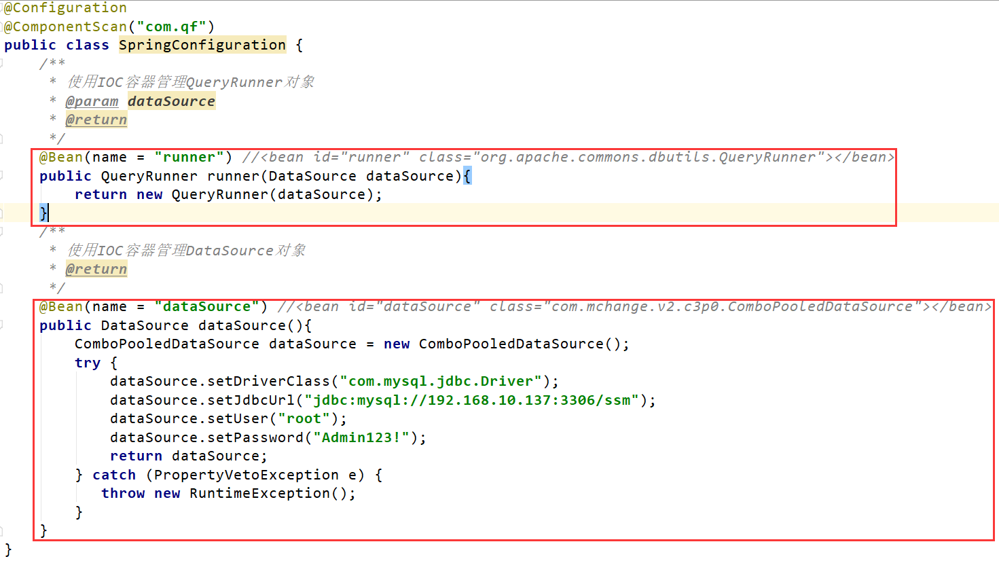 @Configuration
@ComponentScan("com.qf")
public class SpringConfiguration {
    /**
     * 使用IOC容器管理QueryRunner对象
     * @param dataSource
     * @return
     */
    @Bean(name = "runner") //<bean id="runner" class="org.apache.commons.dbutils.QueryRunner"></bean>
    public QueryRunner runner(DataSource dataSource){
        return new QueryRunner(dataSource);
    }
    /**
     * 使用IOC容器管理DataSource对象
     * @return
     */
    @Bean(name = "dataSource") //<bean id="dataSource" class="com.mchange.v2.c3p0.ComboPooledDataSource"></bean>
    public DataSource dataSource(){
        ComboPooledDataSource dataSource = new ComboPooledDataSource();
        try {
            dataSource.setDriverClass("com.mysql.jdbc.Driver");
            dataSource.setJdbcUrl("jdbc:mysql://192.168.10.137:3306/ssm");
            dataSource.setUser("root");
            dataSource.setPassword("Admin123!");
            return dataSource;
        } catch (PropertyVetoException e) {
           throw new RuntimeException();
        }
    }
}